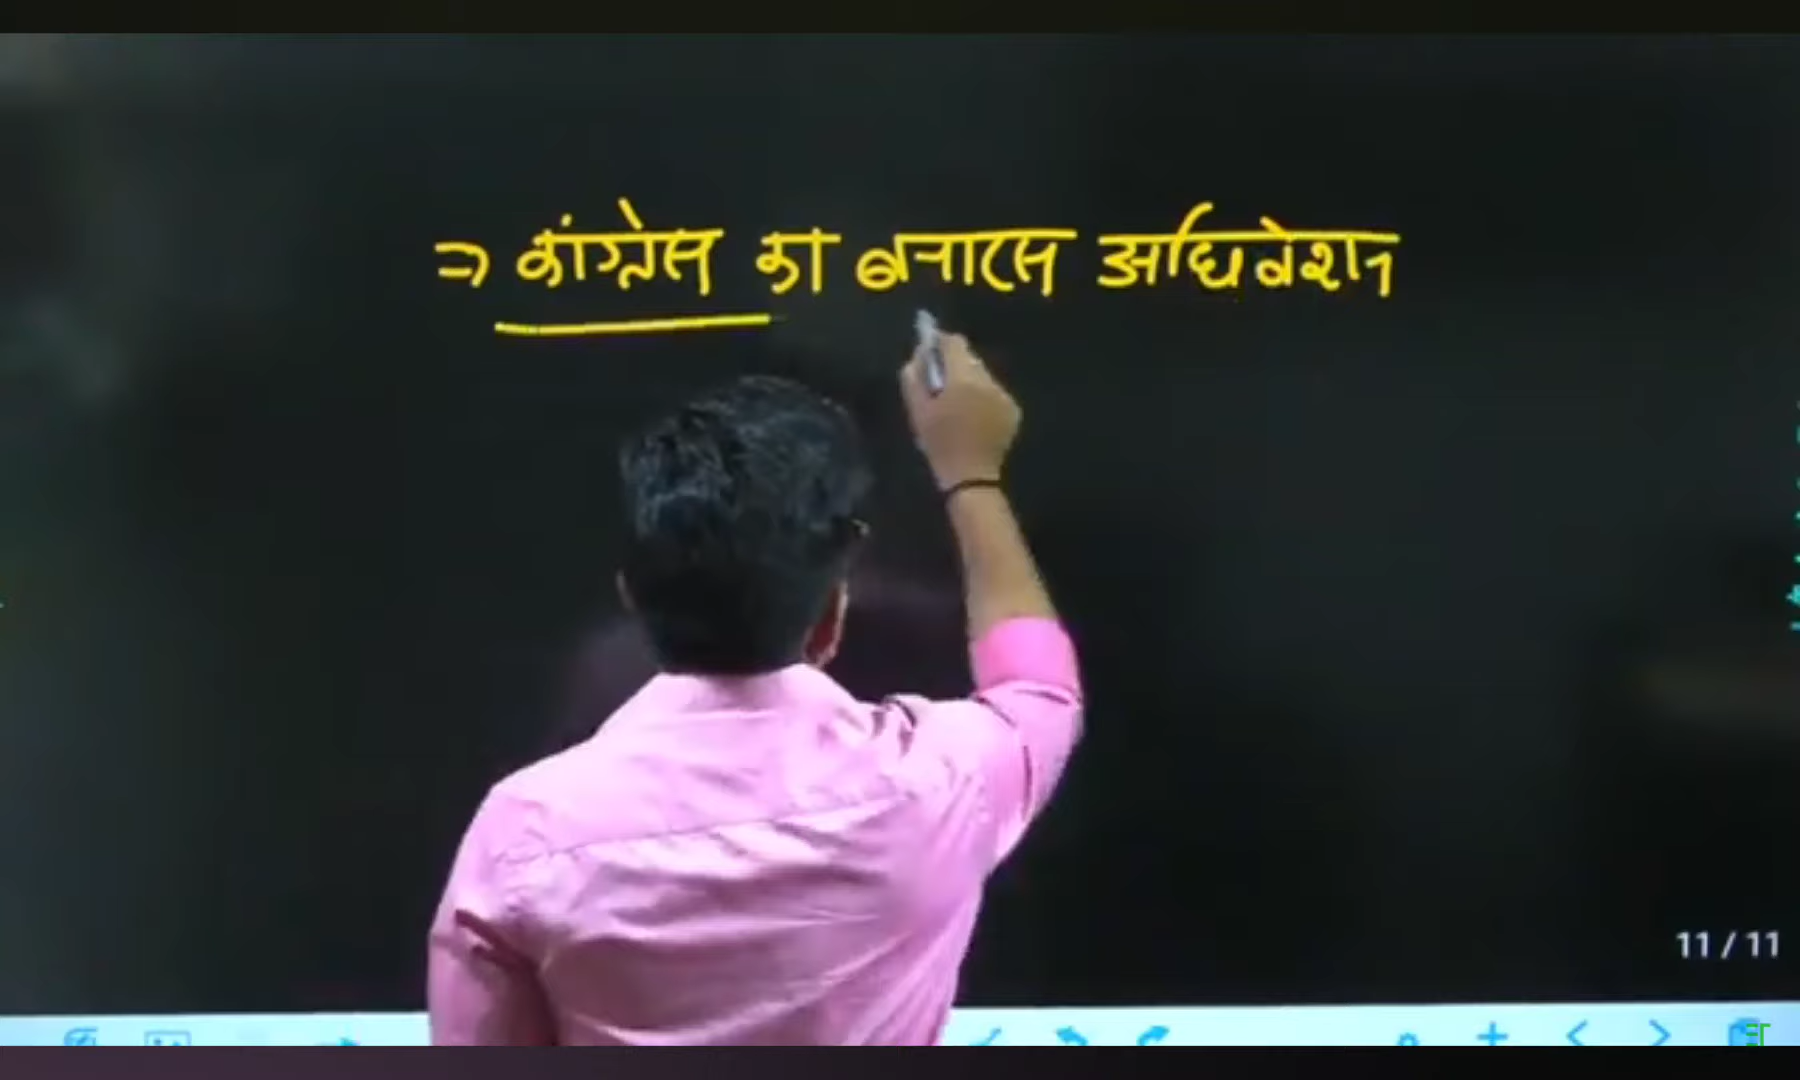 ⇒ कांग्रेस का बनारस अधिवेशन
11 / 11